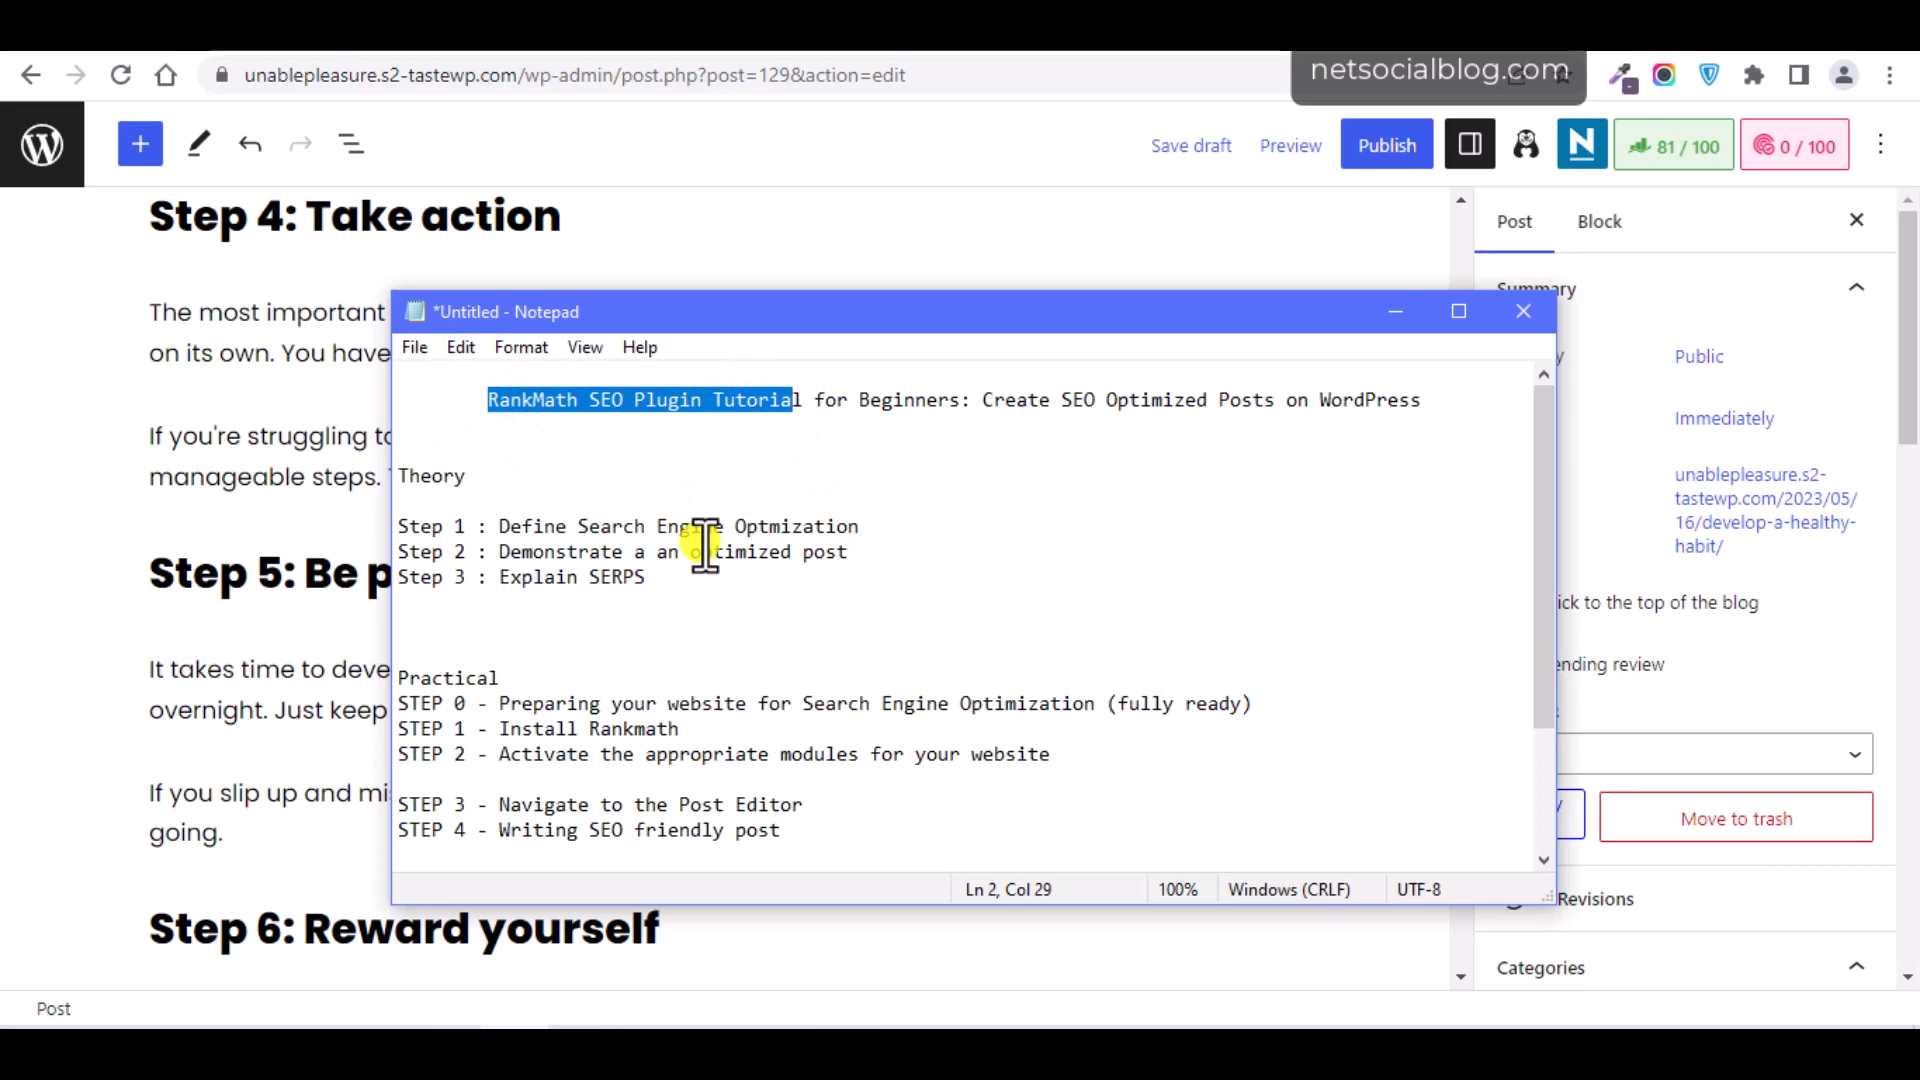 unablepleasure.s2-tastewp.com/wp-admin/post.php?post=129&action=edit
netsocialblog.com
Save draft
Preview
Publish
N
81 / 100
0 / 100
Step 4: Take action
Post
Block
Summary
The most important
on its own. You have
*Untitled - Notepad
File
Edit
Format
View
Help
y
Public
RankMath SEO Plugin Tutorial for Beginners: Create SEO Optimized Posts on WordPress
Immediately
If you're struggling to
manageable steps.
Theory
unablepleasure.s2-
tastewp.com/2023/05/
16/develop-a-healthy-
habit/
Step 1 : Define Search Engine Optmization
Step 2 : Demonstrate a an optimized post
Step 3 : Explain SERPS
Step 5: Be p
ick to the top of the blog
It takes time to deve
overnight. Just keep
ending review
Practical
STEP 0 - Preparing your website for Search Engine Optimization (fully ready)
STEP 1 - Install Rankmath
STEP 2 - Activate the appropriate modules for your website
STEP 3 - Navigate to the Post Editor
STEP 4 - Writing SEO friendly post
If you slip up and mi
going.
y
Move to trash
Ln 2, Col 29
100%
Windows (CRLF)
UTF-8
Revisions
Step 6: Reward yourself
Categories
Post